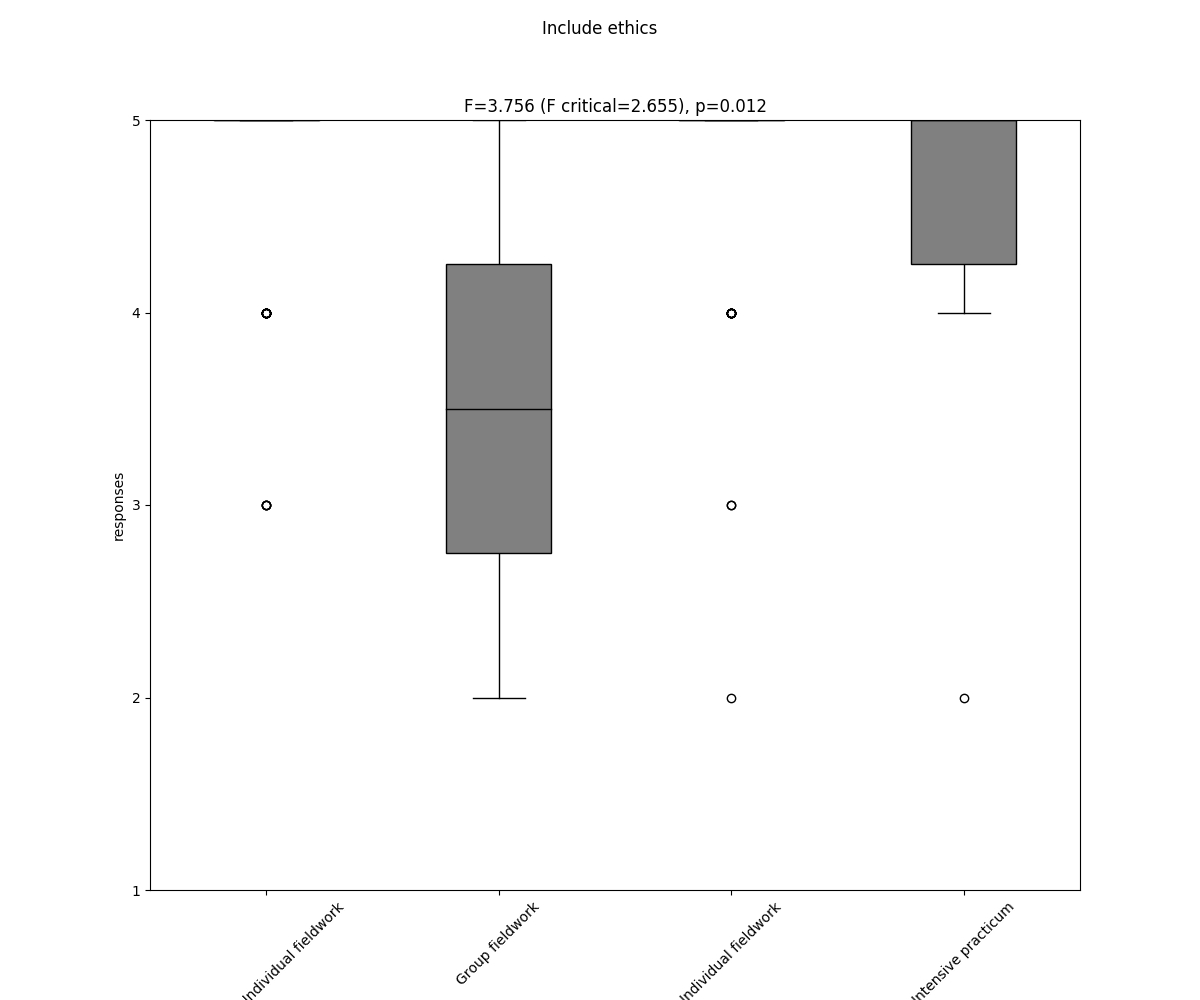 Include ethics
F=3.756 (F critical=2.655), p=0.012
5
4
3
2
1
responses
Individual fieldwork
Group fieldwork
Individual fieldwork
Intensive practicum